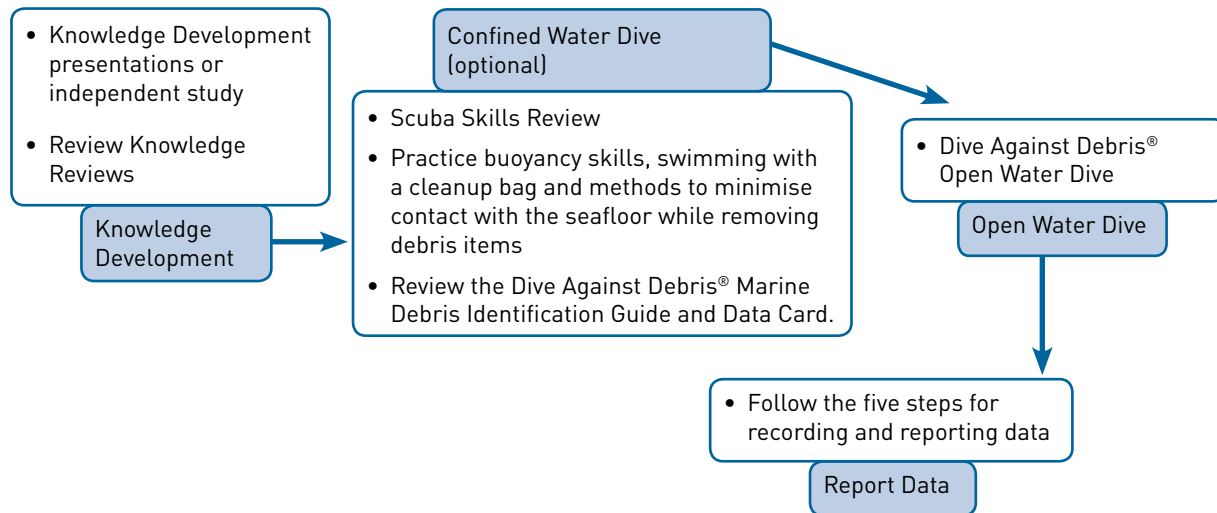 • Knowledge Development
presentations or
independent study
• Review Knowledge
Reviews
Knowledge
Development
Confined Water Dive
(optional)
• Scuba Skills Review
• Practice buoyancy skills, swimming with
a cleanup bag and methods to minimise
contact with the seafloor while removing
debris items
• Review the Dive Against Debris® Marine
Debris Identification Guide and Data Card.
• Dive Against Debris®
Open Water Dive
Open Water Dive
• Follow the five steps for
recording and reporting data
Report Data